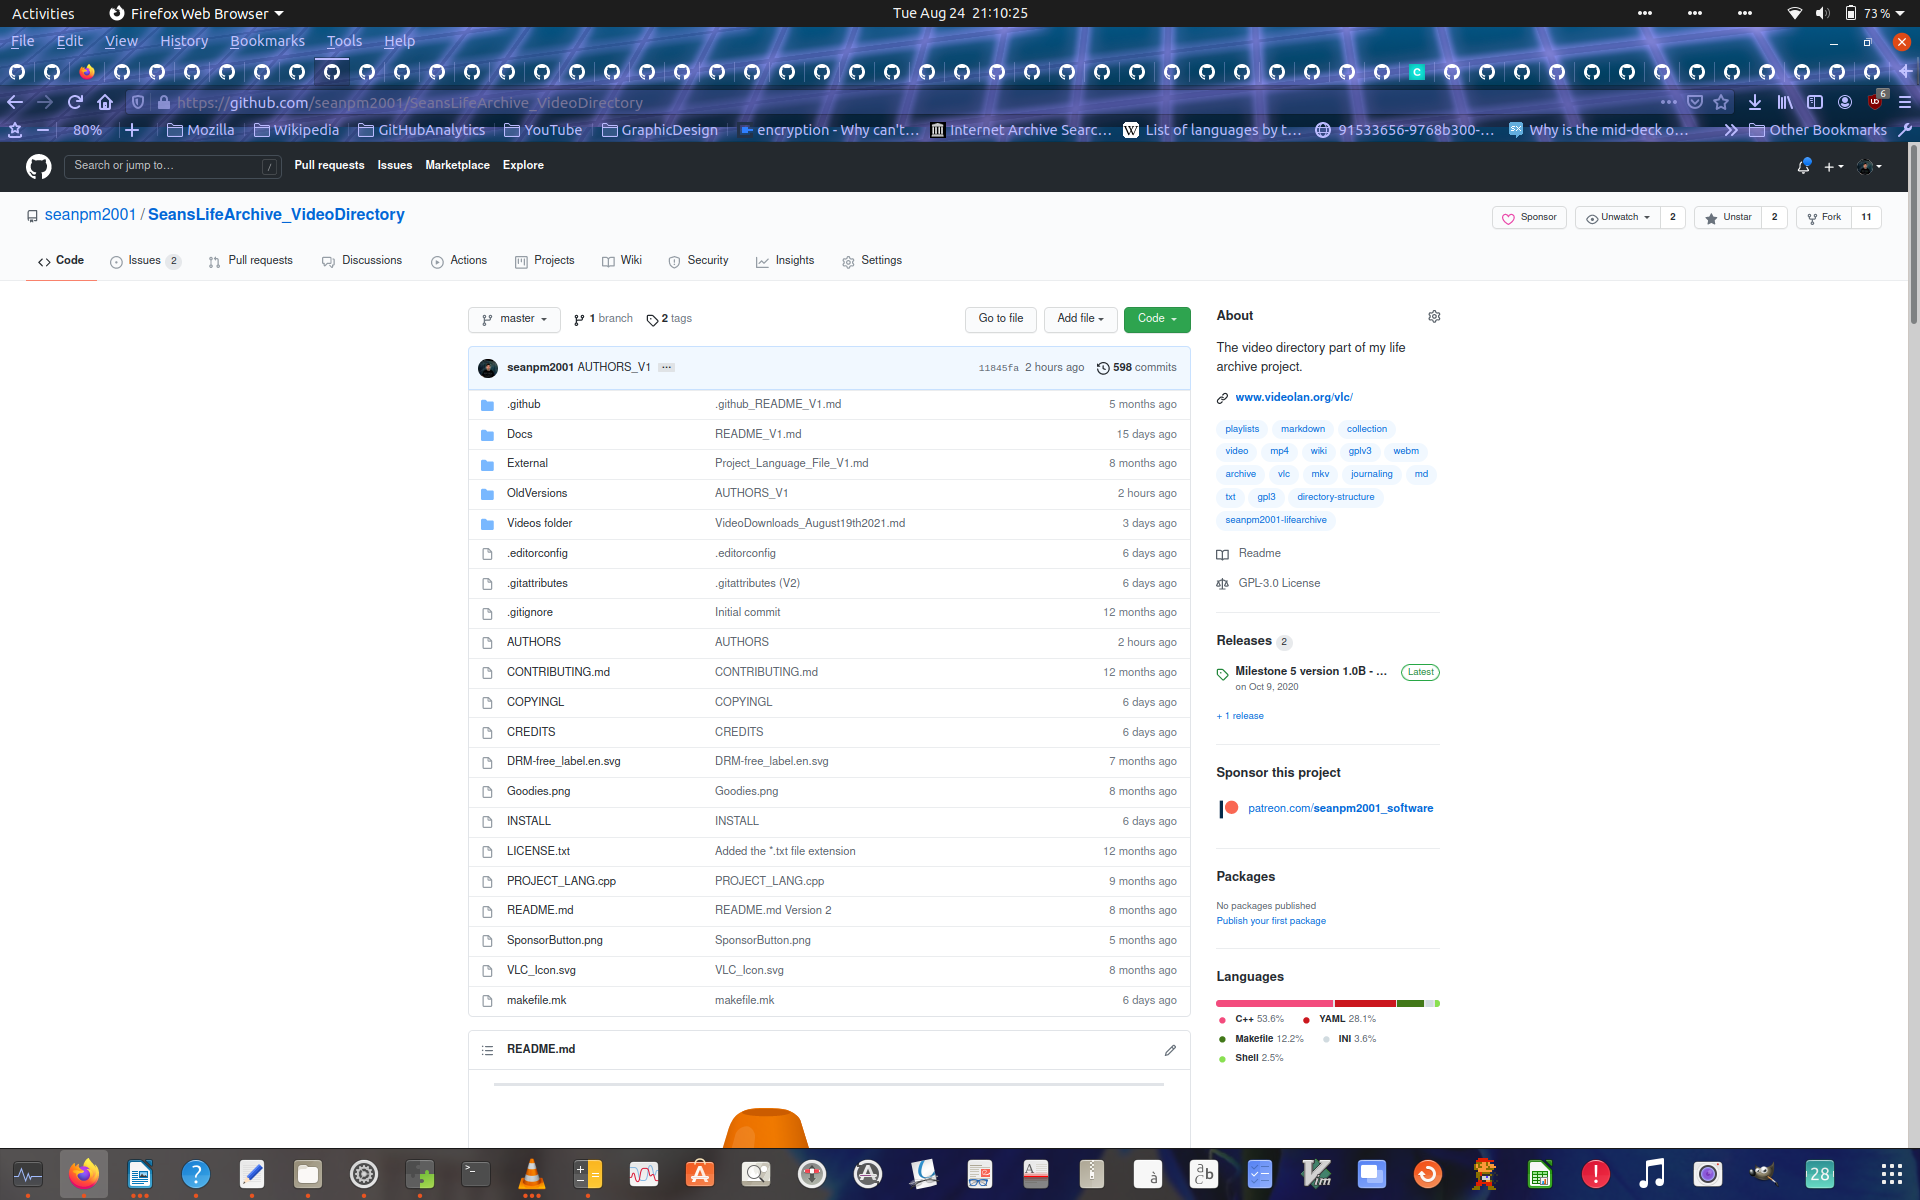 Activities Firefox Web Browser Tue Aug 24 21:10:25 73 %
File Edit View History Bookmarks Tools Help
https://github.com/seanpm2001/SeansLifeArchive_VideoDirectory 6
80% Mozilla Wikipedia GitHubAnalytics YouTube GraphicDesign encryption - Why can't… Internet Archive Searc… List of languages by t… 91533656-9768b300-… Why is the mid-deck o… Other Bookmarks
Search or jump to… / Pull requests Issues Marketplace Explore
seanpm2001 / SeansLifeArchive_VideoDirectory Sponsor Unwatch 2 Unstar 2 Fork 11
Code Issues 2 Pull requests Discussions Actions Projects Wiki Security Insights Settings
master 1 branch 2 tags Go to file Add file Code
seanpm2001 AUTHORS_V1 … 11845fa 2 hours ago 598 commits
.github .github_README_V1.md 5 months ago
Docs README_V1.md 15 days ago
External Project_Language_File_V1.md 8 months ago
OldVersions AUTHORS_V1 2 hours ago
Videos folder VideoDownloads_August19th2021.md 3 days ago
.editorconfig .editorconfig 6 days ago
.gitattributes .gitattributes (V2) 6 days ago
.gitignore Initial commit 12 months ago
AUTHORS AUTHORS 2 hours ago
CONTRIBUTING.md CONTRIBUTING.md 12 months ago
COPYINGL COPYINGL 6 days ago
CREDITS CREDITS 6 days ago
DRM-free_label.en.svg DRM-free_label.en.svg 7 months ago
Goodies.png Goodies.png 8 months ago
INSTALL INSTALL 6 days ago
LICENSE.txt Added the *.txt file extension 12 months ago
PROJECT_LANG.cpp PROJECT_LANG.cpp 9 months ago
README.md README.md Version 2 8 months ago
SponsorButton.png SponsorButton.png 5 months ago
VLC_Icon.svg VLC_Icon.svg 8 months ago
makefile.mk makefile.mk 6 days ago
README.md
About
The video directory part of my life
archive project.
www.videolan.org/vlc/
playlists markdown collection
video mp4 wiki gplv3 webm
archive vlc mkv journaling md
txt gpl3 directory-structure
seanpm2001-lifearchive
Readme
GPL-3.0 License
Releases 2
Milestone 5 version 1.0B - … Latest
on Oct 9, 2020
+ 1 release
Sponsor this project
patreon.com/seanpm2001_software
Packages
No packages published
Publish your first package
Languages
C++ 53.6% YAML 28.1%
Makefile 12.2% INI 3.6%
Shell 2.5%
28